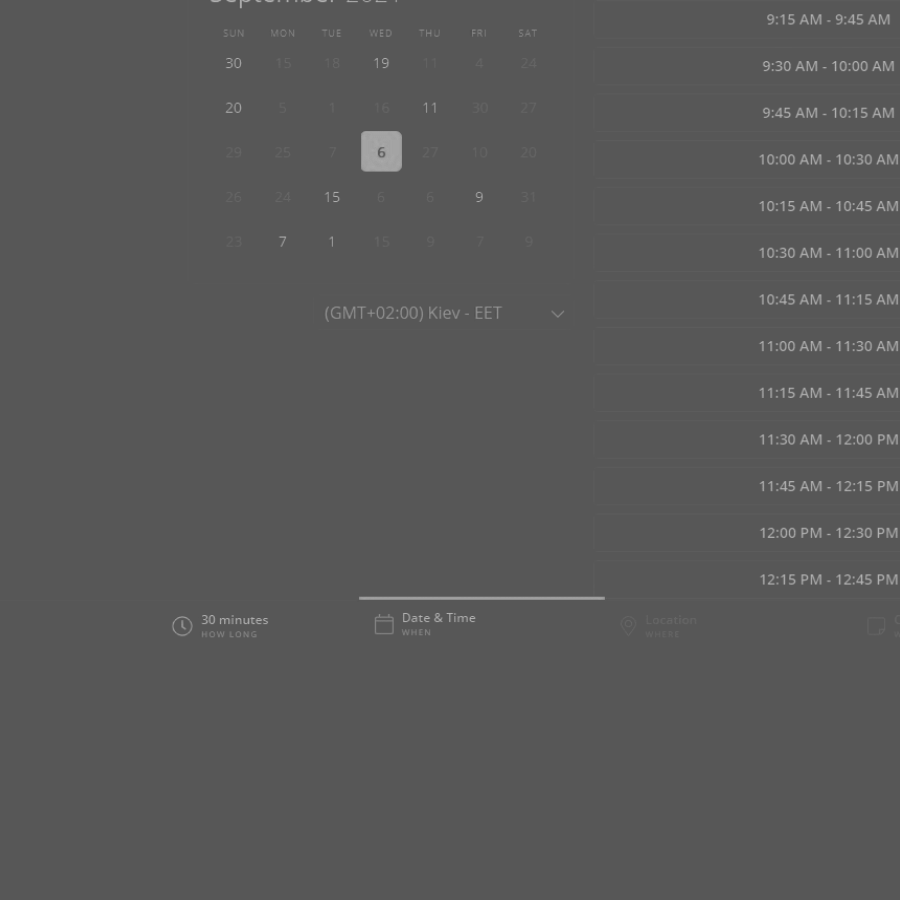 SUN MON TUE WED THU FRI SAT
30 15 18 19 11 4 24
20 5 1 16 11 30 27
29 25 7 6 27 10 20
26 24 15 6 6 9 31
23 7 1 15 9 7 9
(GMT+02:00) Kiev - EET
9:15 AM - 9:45 AM
9:30 AM - 10:00 AM
9:45 AM - 10:15 AM
10:00 AM - 10:30 AM
10:15 AM - 10:45 AM
10:30 AM - 11:00 AM
10:45 AM - 11:15 AM
11:00 AM - 11:30 AM
11:15 AM - 11:45 AM
11:30 AM - 12:00 PM
11:45 AM - 12:15 PM
12:00 PM - 12:30 PM
12:15 PM - 12:45 PM
30 minutes
HOW LONG
Date & Time
WHEN
Location
WHERE